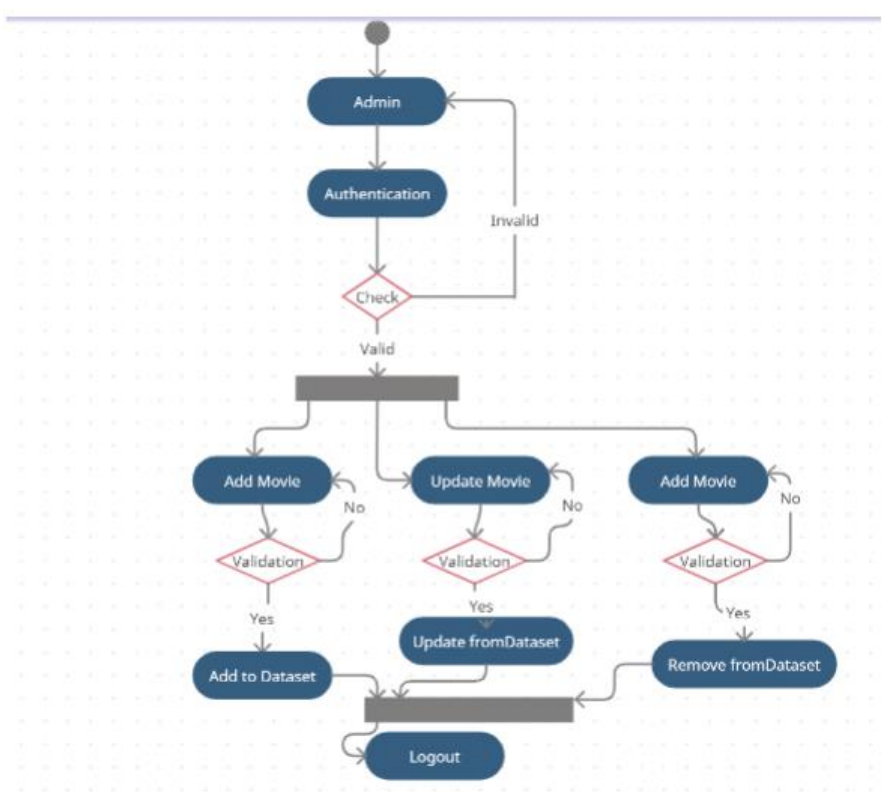 Admin
Authentication
Invalid
Check
Valid
Add Movie
Update Movie
Add Movie
No
No
No
Validation
Validation
Validation
Yes
Yes
Yes
Update fromDataset
Add to Dataset
Remove fromDataset
Logout